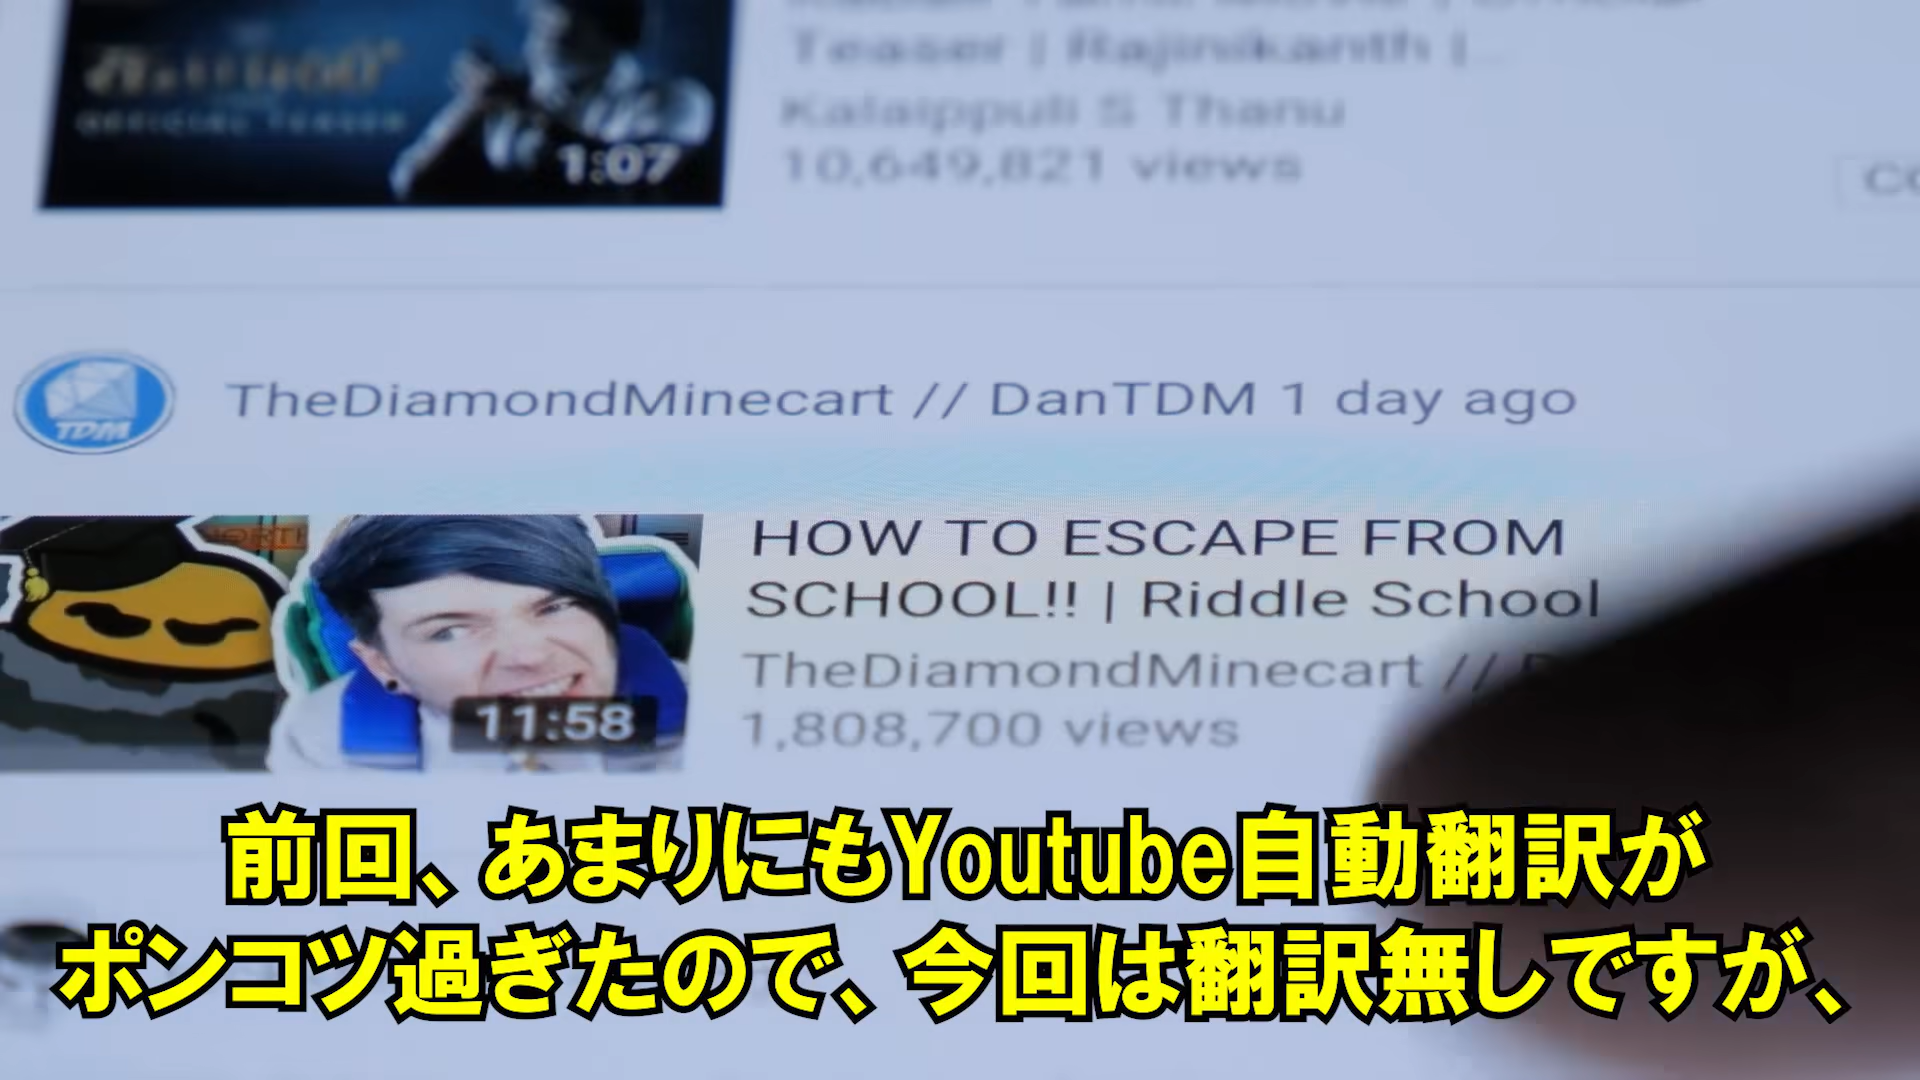 OFFICIAL TEASER
1:07
Teaser | Rajinikanth |...
Kalaippuli S Thanu
10,649,821 views
TDM
TheDiamondMinecart // DanTDM 1 day ago
11:58
HOW TO ESCAPE FROM
SCHOOL!! | Riddle School
TheDiamondMinecart //
1,808,700 views
前回、あまりにもYoutube自動翻訳が
ポンコツ過ぎたので、今回は翻訳無しですが、